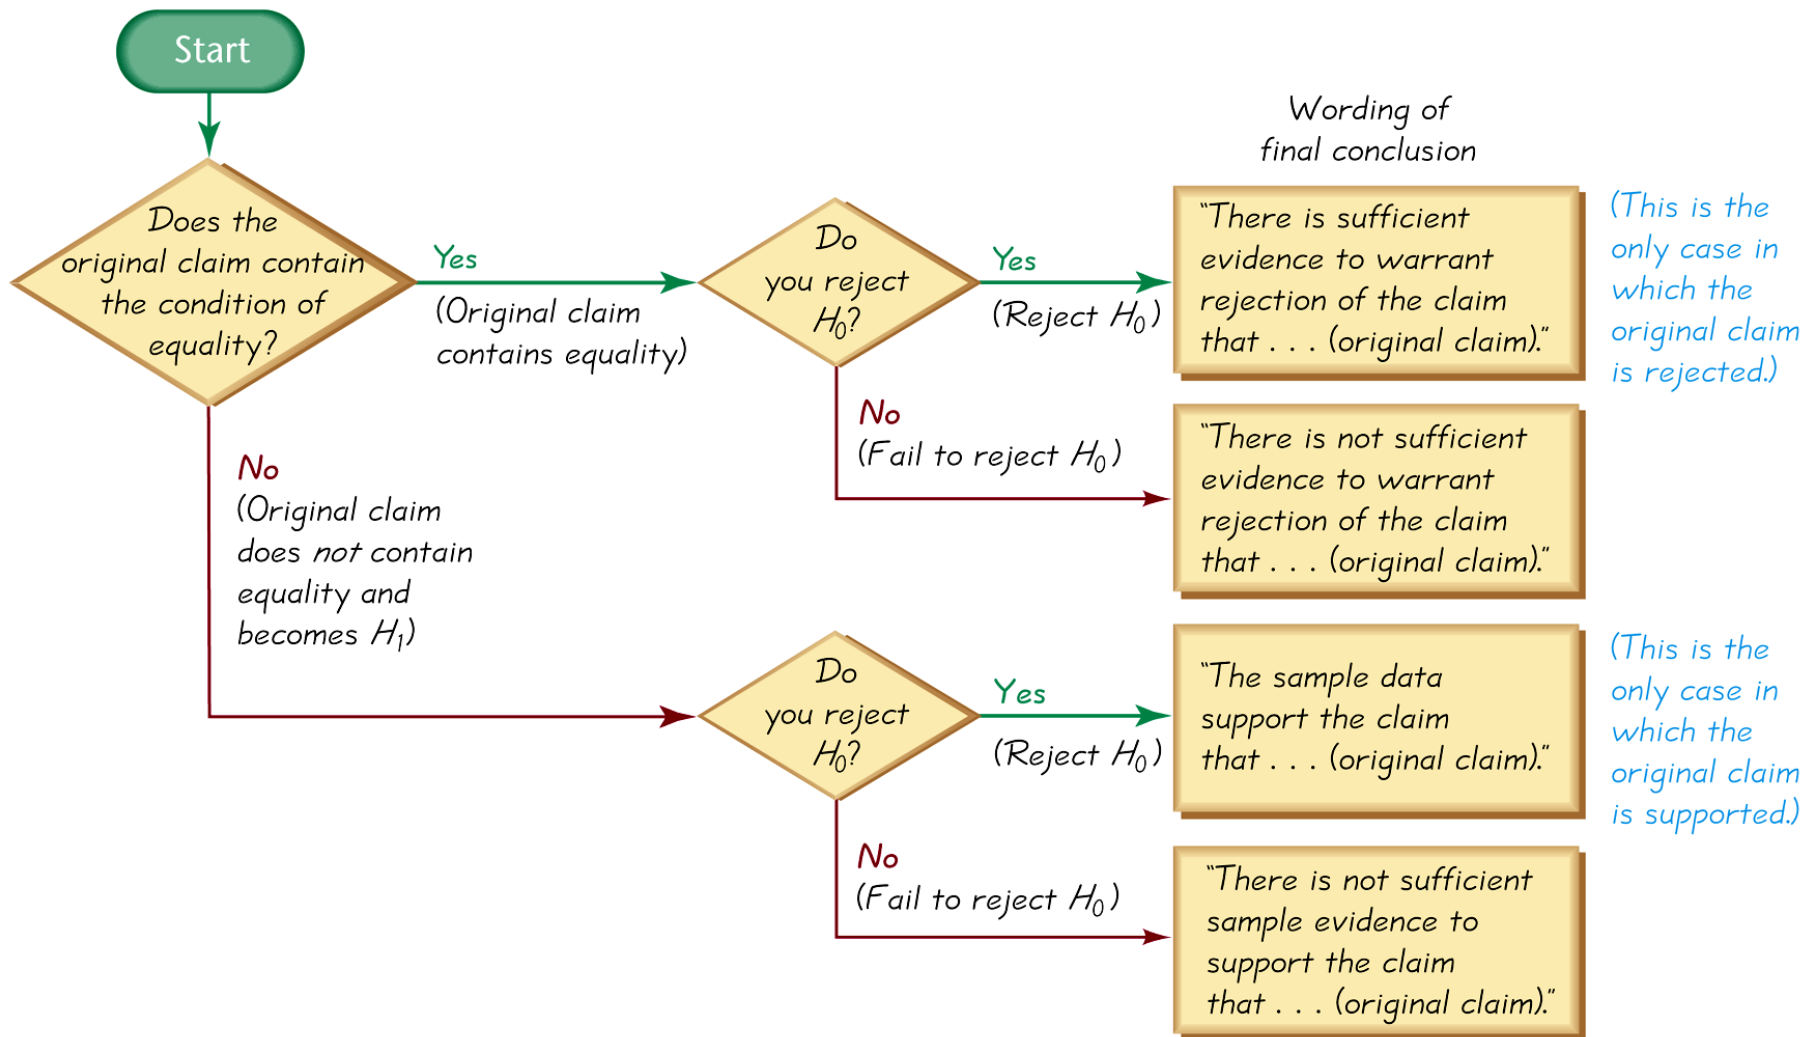 Start
Does the
original claim contain
the condition of
equality?
Yes
(Original claim
contains equality)
Do
you reject
H₀?
Yes
(Reject H₀)
Wording of
final conclusion
“There is sufficient
evidence to warrant
rejection of the claim
that . . . (original claim).”
(This is the
only case in
which the
original claim
is rejected.)
No
(Fail to reject H₀)
“There is not sufficient
evidence to warrant
rejection of the claim
that . . . (original claim).”
No
(Original claim
does not contain
equality and
becomes H₁)
Do
you reject
H₀?
Yes
(Reject H₀)
“The sample data
support the claim
that . . . (original claim).”
(This is the
only case in
which the
original claim
is supported.)
No
(Fail to reject H₀)
“There is not sufficient
sample evidence to
support the claim
that . . . (original claim).”